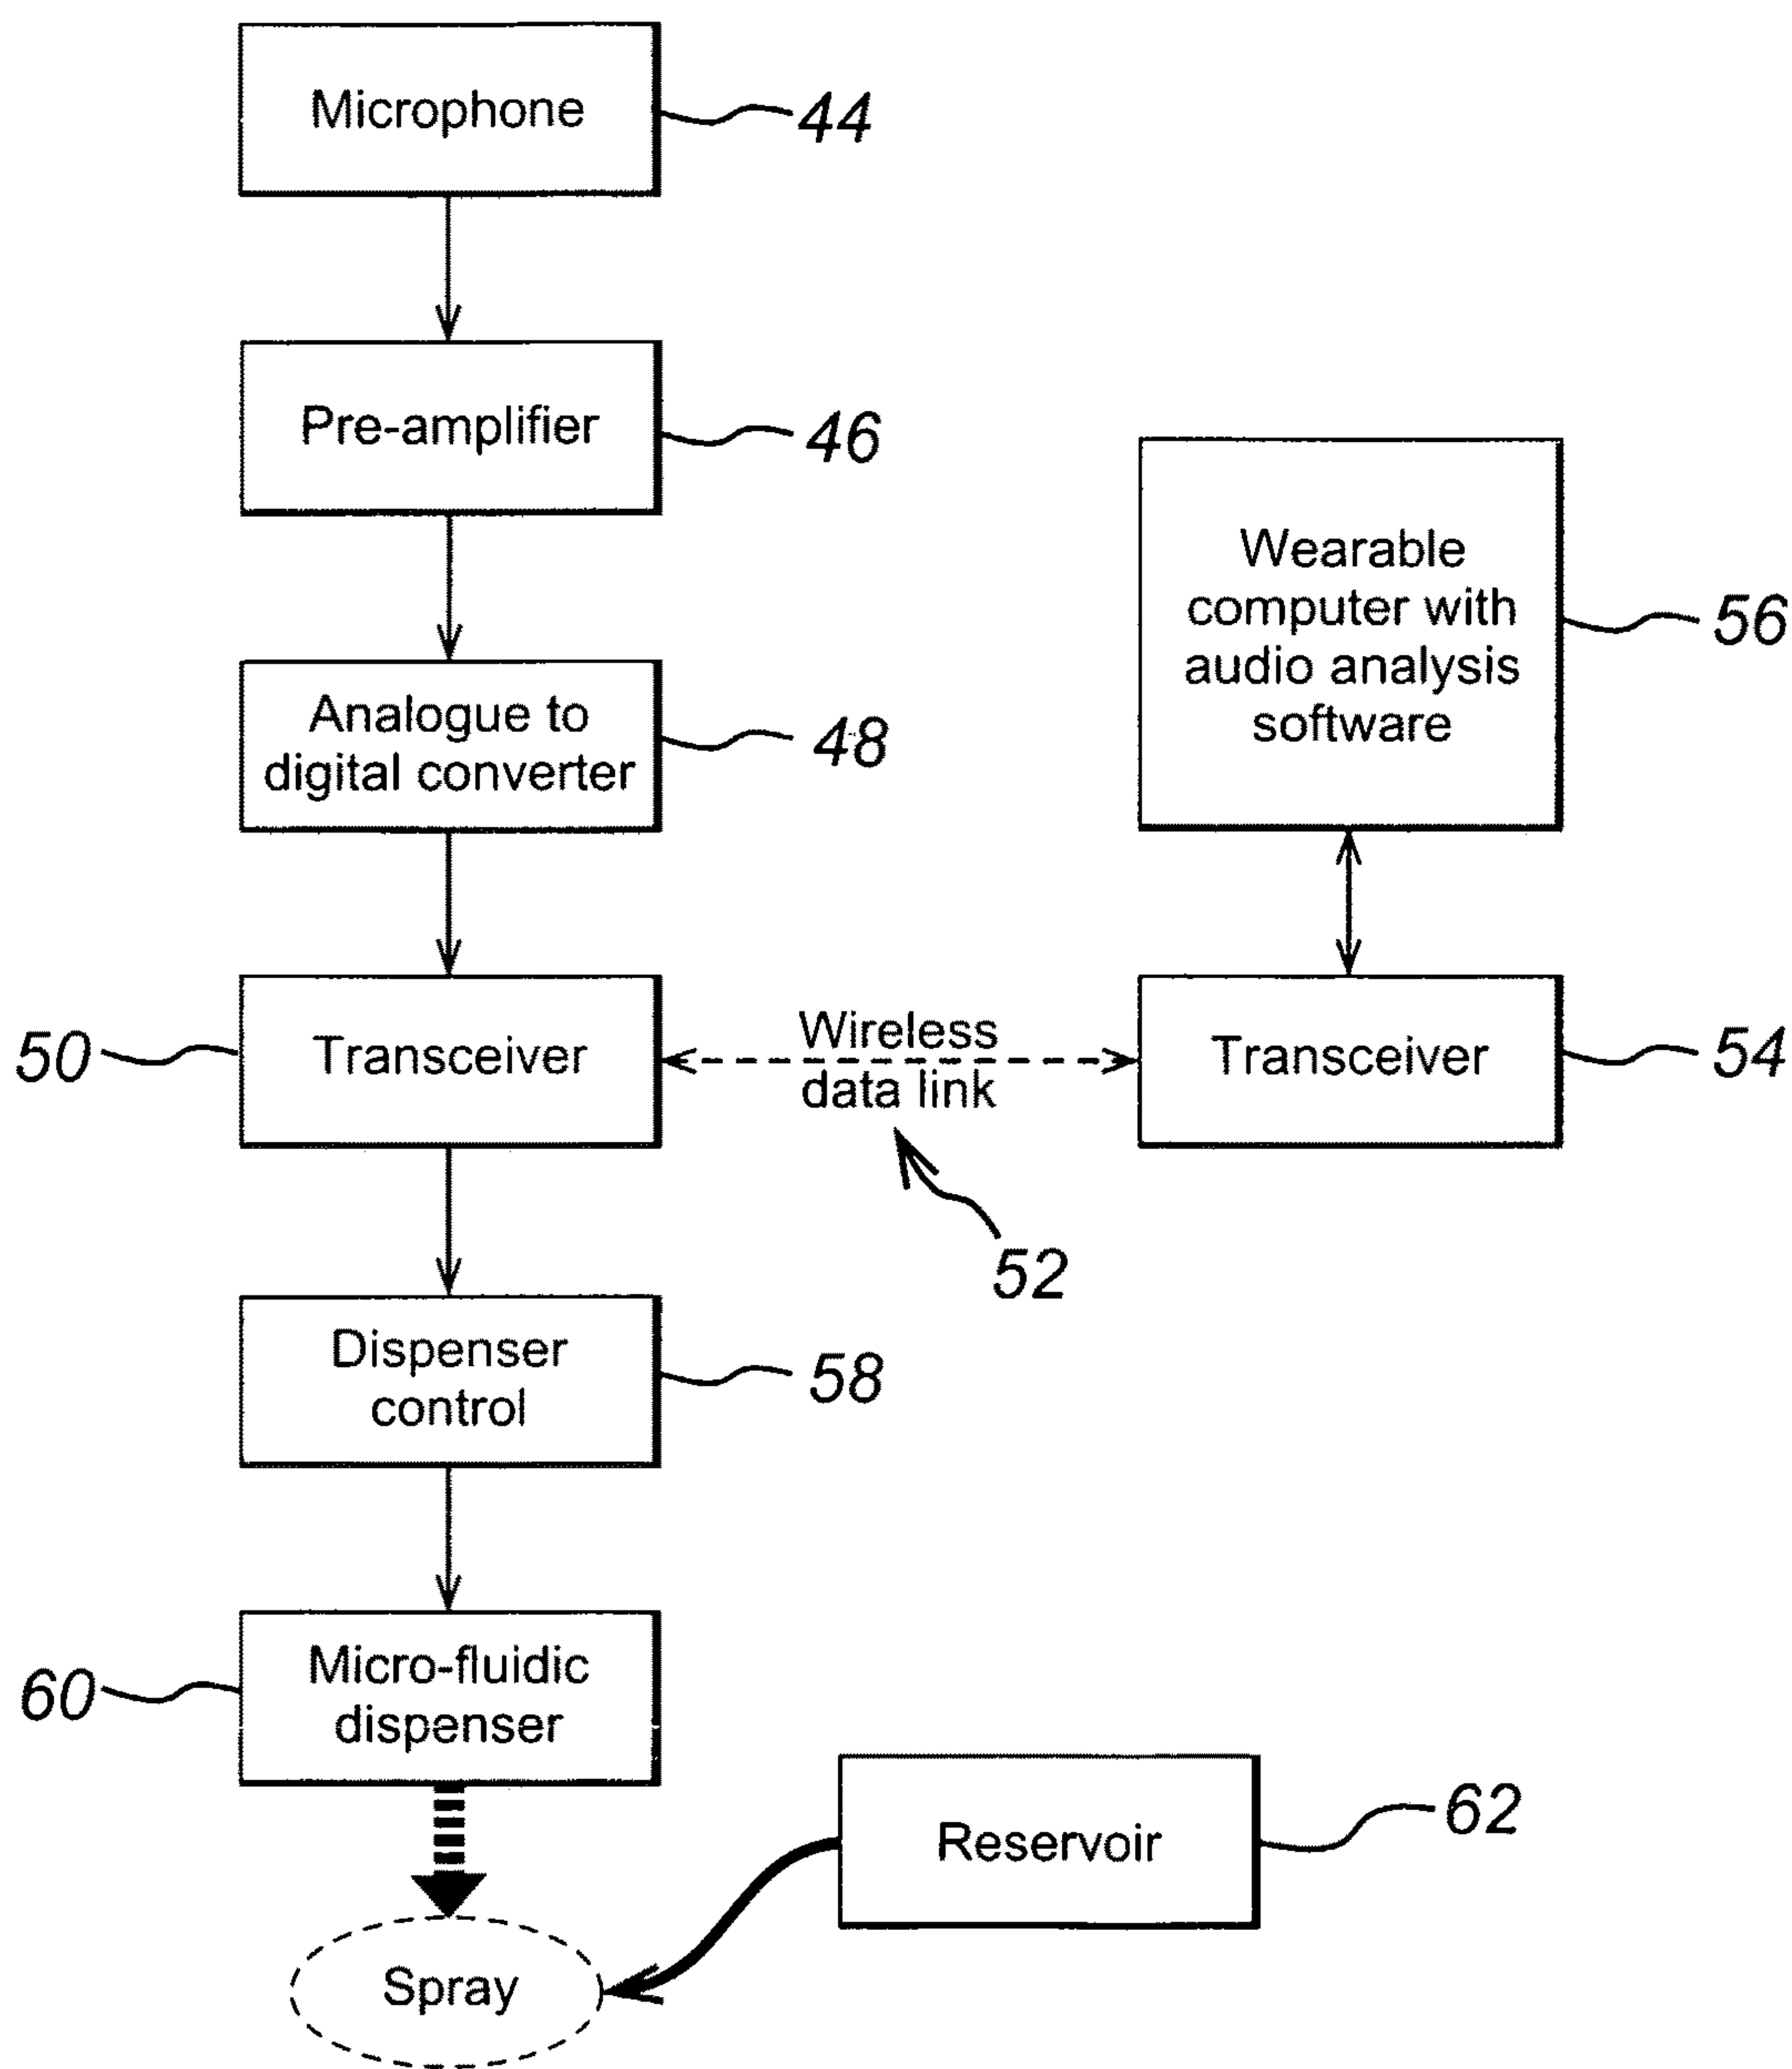 Microphone
44
Pre-amplifier
46
Analogue to
digital converter
48
Wearable
computer with
audio analysis
software
56
50
Transceiver
Wireless
data link
52
Transceiver
54
Dispenser
control
58
60
Micro-fluidic
dispenser
Reservoir
62
Spray